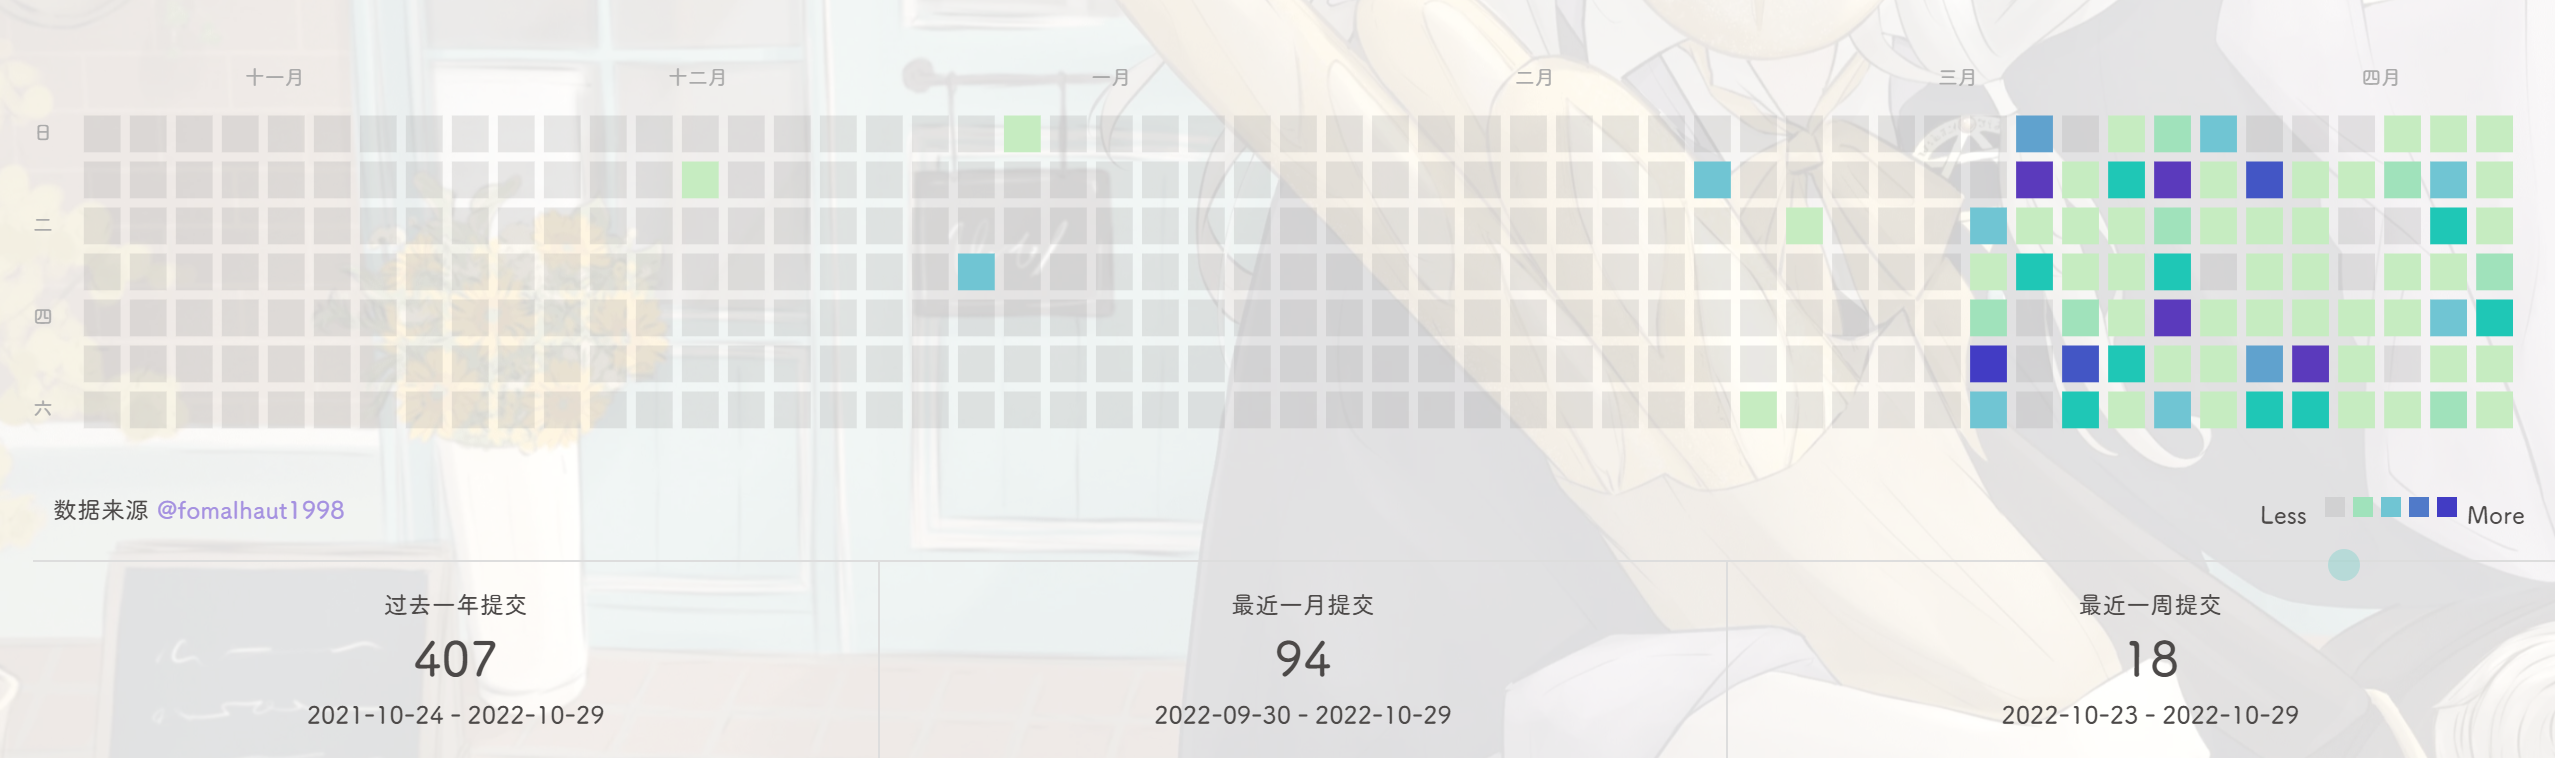 十一月 十二月 一月 二月 三月 四月
日
二
四
六
数据来源 @fomalhaut1998
Less More
过去一年提交 最近一月提交 最近一周提交
407 94 18
2021-10-24 - 2022-10-29 2022-09-30 - 2022-10-29 2022-10-23 - 2022-10-29